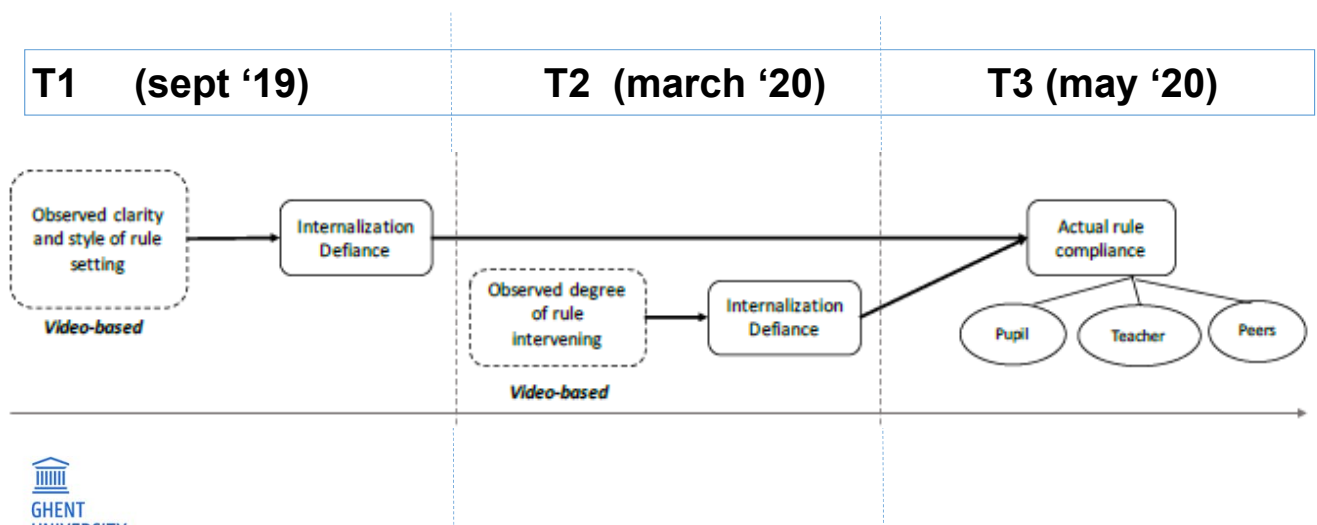 T1 (sept ‘19)
T2 (march ‘20)
T3 (may ‘20)
Observed clarity
and style of rule
setting
Video-based
Internalization
Defiance
Observed degree
of rule
intervening
Video-based
Internalization
Defiance
Actual rule
compliance
Pupil
Teacher
Peers
GHENT
UNIVERSITY